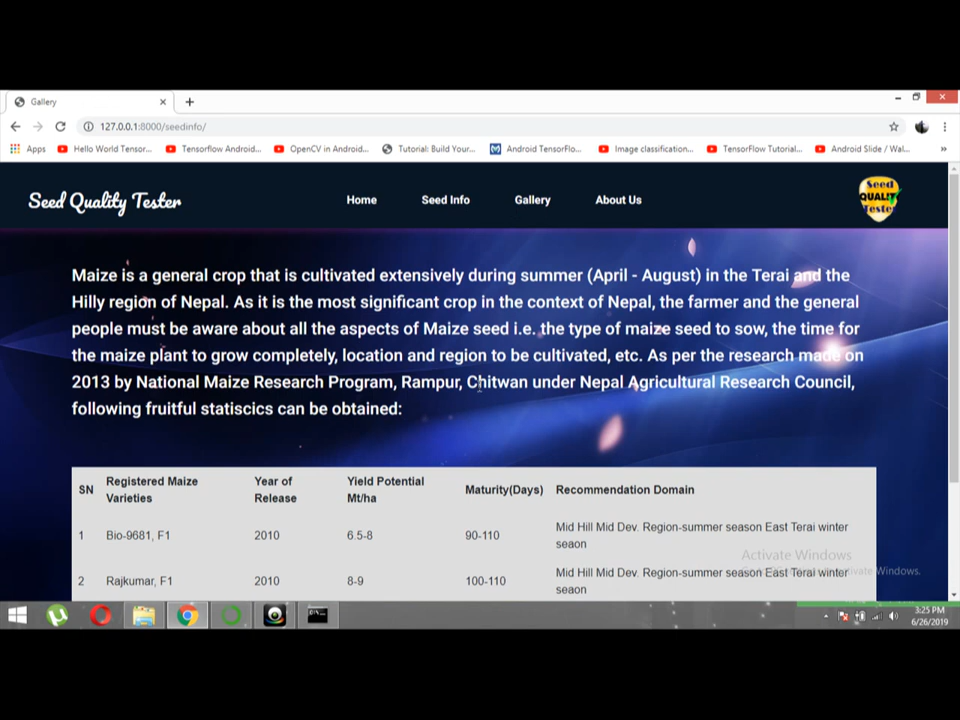 Gallery
127.0.0.1:8000/seedinfo/
Apps Hello World Tensor... Tensorflow Android... OpenCV in Android... Tutorial: Build Your... Android TensorFlo... Image classification... TensorFlow Tutorial... Android Slide / Wal... »
Seed Quality Tester Home Seed Info Gallery About Us
Seed
QUALIT
Teste
Maize is a general crop that is cultivated extensively during summer (April - August) in the Terai and the
Hilly region of Nepal. As it is the most significant crop in the context of Nepal, the farmer and the general
people must be aware about all the aspects of Maize seed i.e. the type of maize seed to sow, the time for
the maize plant to grow completely, location and region to be cultivated, etc. As per the research made on
2013 by National Maize Research Program, Rampur, Chitwan under Nepal Agricultural Research Council,
following fruitful statiscics can be obtained:
SN Registered Maize Varieties Year of Release Yield Potential Mt/ha Maturity(Days) Recommendation Domain
1 Bio-9681, F1 2010 6.5-8 90-110 Mid Hill Mid Dev. Region-summer season East Terai winter
seaon
2 Rajkumar, F1 2010 8-9 100-110 Mid Hill Mid Dev. Region-summer season East Terai winter
seaon
Activate Windows
Windows.
3:25 PM
6/26/2019